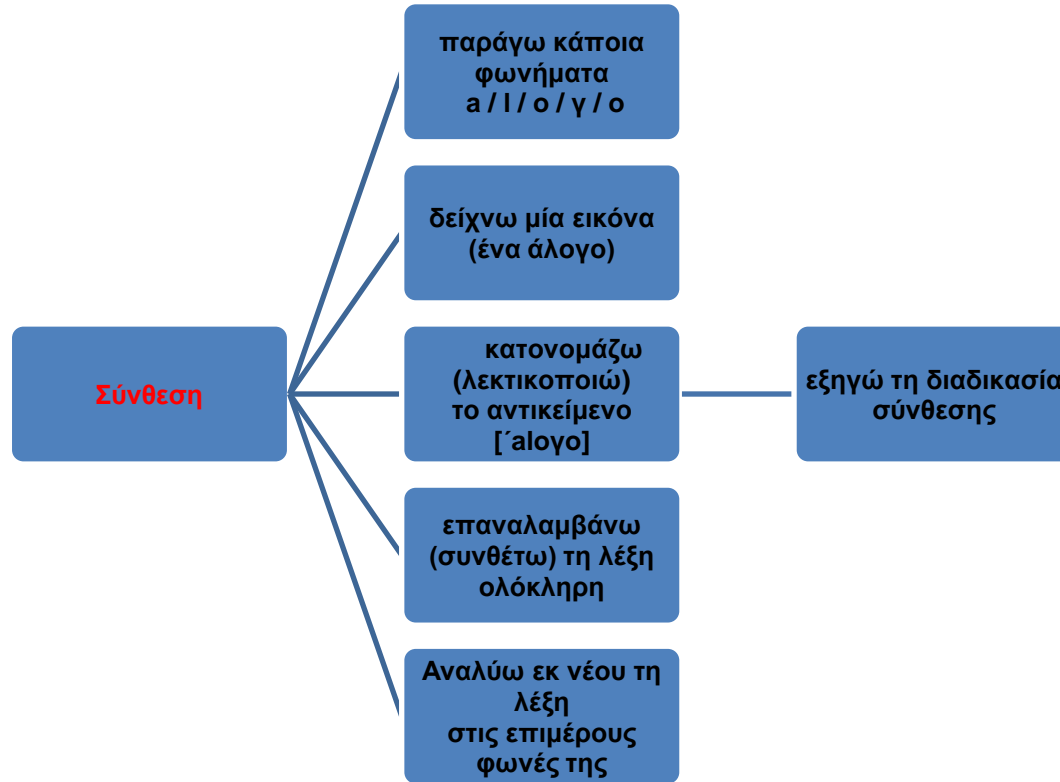 παράγω κάποια
φωνήματα
a / l / o / γ / o
δείχνω μία εικόνα
(ένα άλογο)
Σύνθεση
κατονομάζω
(λεκτικοποιώ)
το αντικείμενο
[΄aloγo]
εξηγώ τη διαδικασία
σύνθεσης
επαναλαμβάνω
(συνθέτω) τη λέξη
ολόκληρη
Αναλύω εκ νέου τη
λέξη
στις επιμέρους
φωνές της